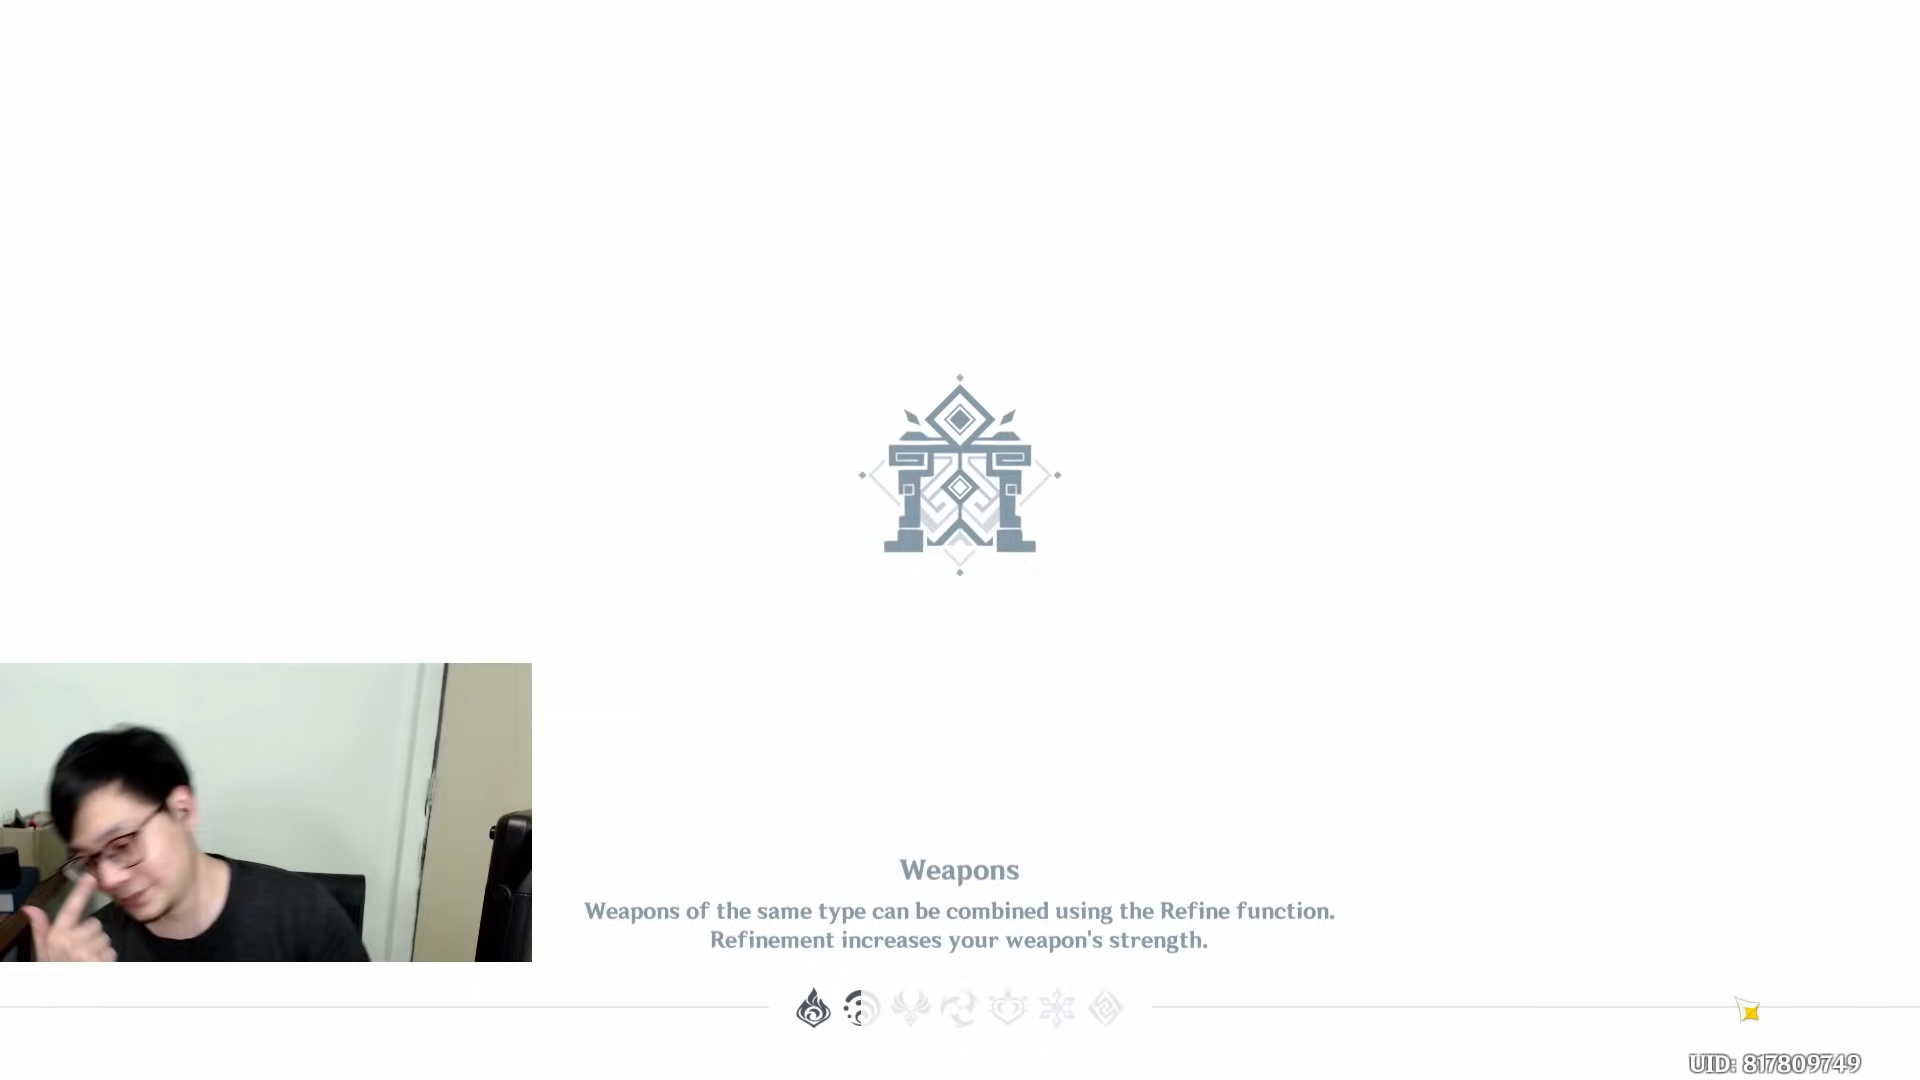 Weapons
Weapons of the same type can be combined using the Refine function.
Refinement increases your weapon's strength.
UID: 817809749